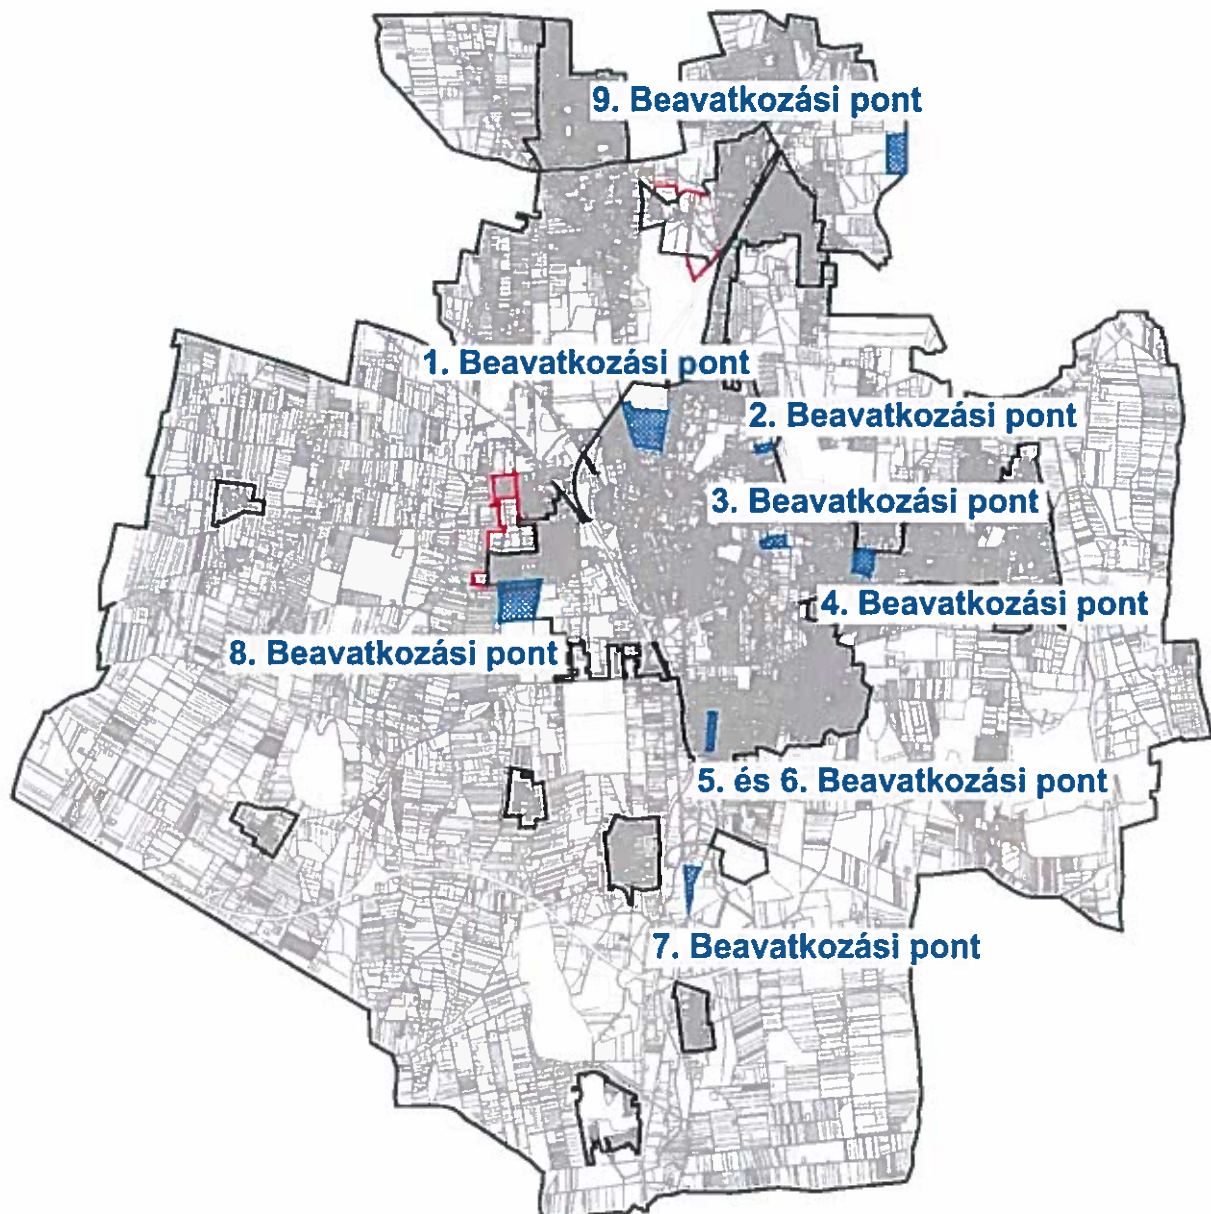 9. Beavatkozási pont
1. Beavatkozási pont
2. Beavatkozási pont
3. Beavatkozási pont
4. Beavatkozási pont
8. Beavatkozási pont
5. és 6. Beavatkozási pont
7. Beavatkozási pont